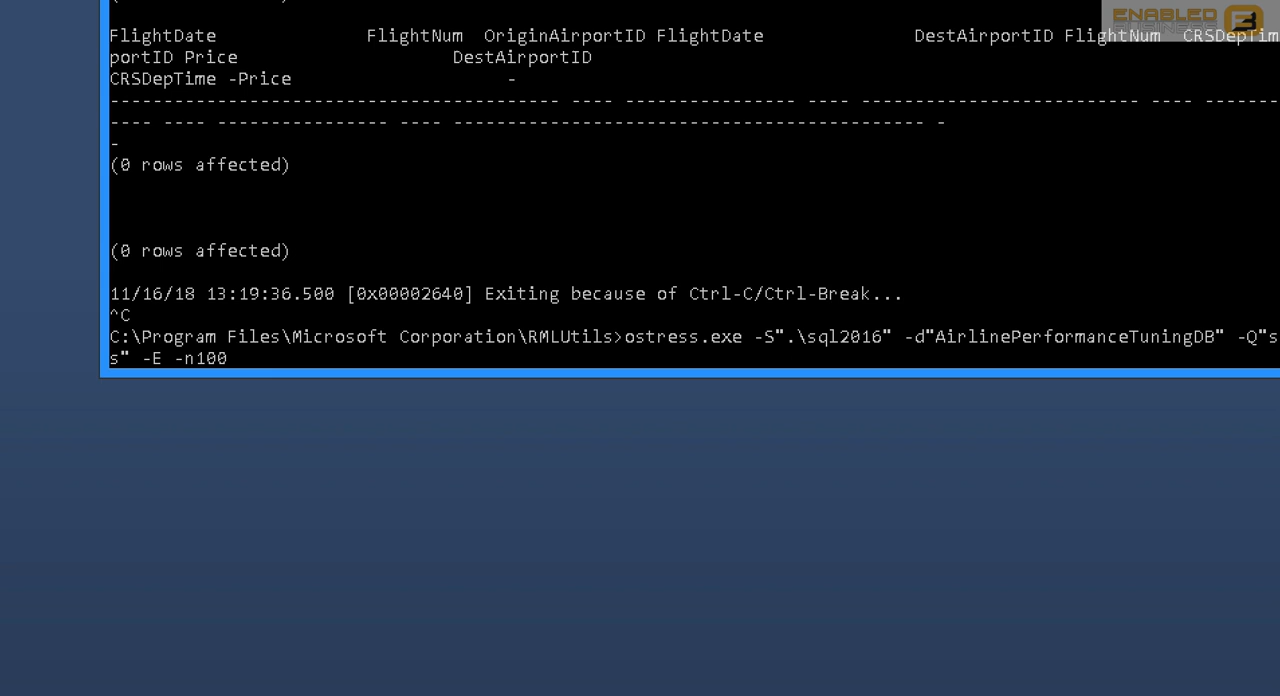 ENABLED
FlightDate FlightNum OriginAirportID FlightDate DestAirportID FlightNum CRSDepTim
portID Price DestAirportID
CRSDepTime -Price -
------------------------------------------ ---- ---------------- ---- -------------------------- ---- -------
---- ---- ---------------- ---- -------------------------------------------- -
-
(0 rows affected)
(0 rows affected)
11/16/18 13:19:36.500 [0x00002640] Exiting because of Ctrl-C/Ctrl-Break...
^C
C:\Program Files\Microsoft Corporation\RMLUtils>ostress.exe -S".\sql2016" -d"AirlinePerformanceTuningDB" -Q"s
s" -E -n100